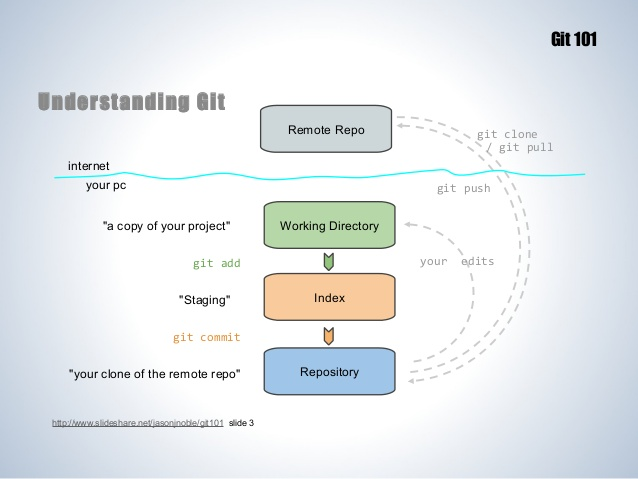 Git 101
Understanding Git
Remote Repo
git clone
/ git pull
internet
your pc
git push
"a copy of your project"
Working Directory
git add
your edits
"Staging"
Index
git commit
"your clone of the remote repo"
Repository
http://www.slideshare.net/jasonjnoble/git101 slide 3